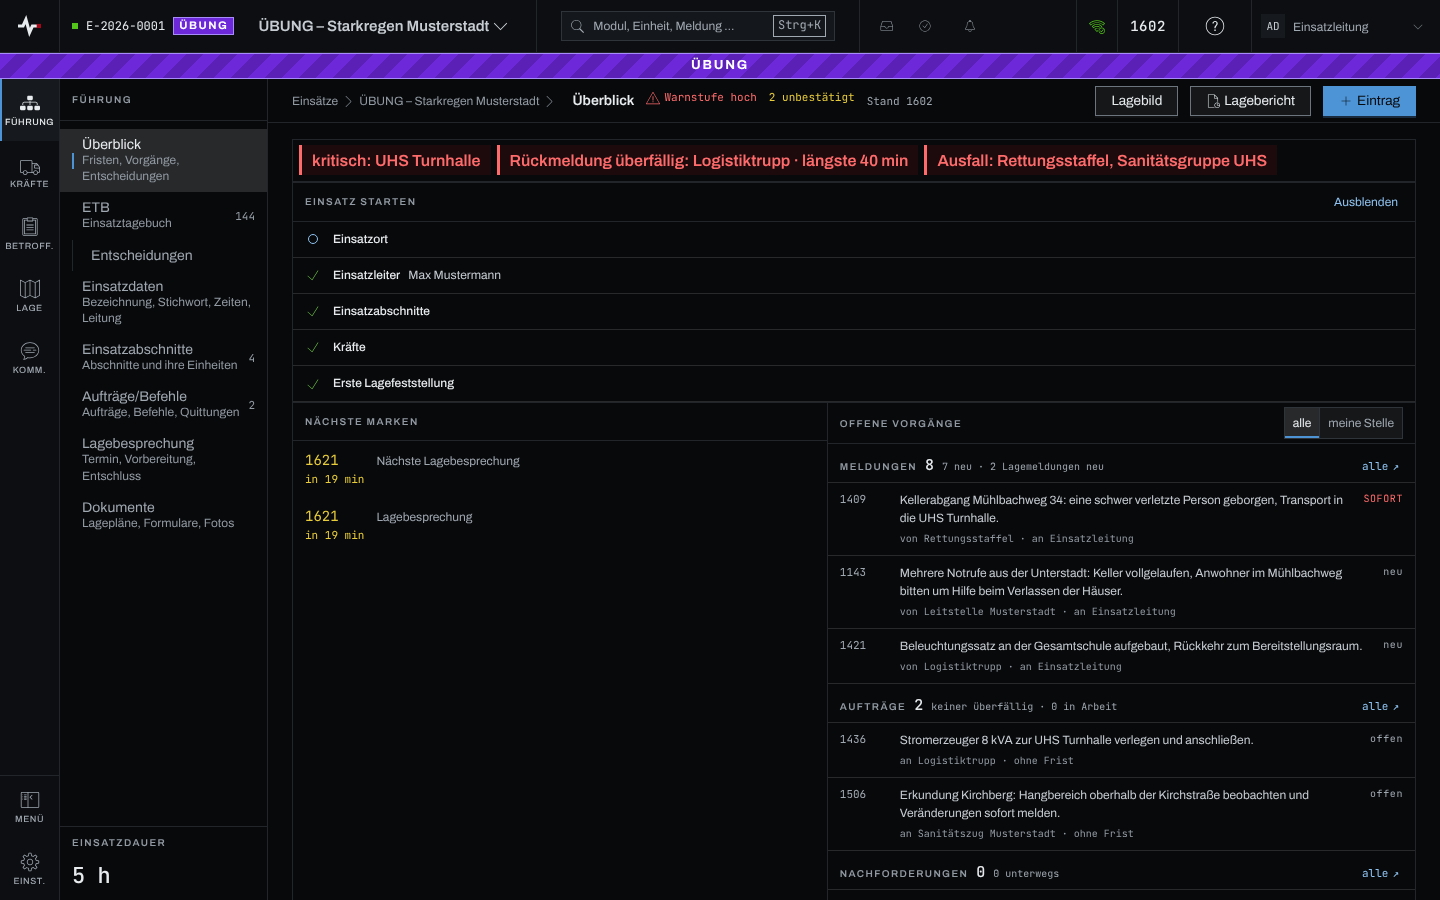 E-2026-0001 ÜBUNG
ÜBUNG – Starkregen Musterstadt
Modul, Einheit, Meldung ... Strg+K
1602
?
AD Einsatzleitung
ÜBUNG
FÜHRUNG
KRÄFTE
BETROFF.
LAGE
KOMM.
MENÜ
EINST.
FÜHRUNG
Überblick
Fristen, Vorgänge,
Entscheidungen
ETB
Einsatztagebuch
144
Entscheidungen
Einsatzdaten
Bezeichnung, Stichwort, Zeiten,
Leitung
Einsatzabschnitte
Abschnitte und ihre Einheiten
4
Aufträge/Befehle
Aufträge, Befehle, Quittungen
2
Lagebesprechung
Termin, Vorbereitung,
Entschluss
Dokumente
Lagepläne, Formulare, Fotos
EINSATZDAUER
5 h
Einsätze ÜBUNG – Starkregen Musterstadt Überblick Warnstufe hoch 2 unbestätigt Stand 1602
Lagebild Lagebericht + Eintrag
kritisch: UHS Turnhalle
Rückmeldung überfällig: Logistiktrupp · längste 40 min
Ausfall: Rettungsstaffel, Sanitätsgruppe UHS
EINSATZ STARTEN Ausblenden
Einsatzort
Einsatzleiter Max Mustermann
Einsatzabschnitte
Kräfte
Erste Lagefeststellung
NÄCHSTE MARKEN
1621 Nächste Lagebesprechung
in 19 min
1621 Lagebesprechung
in 19 min
OFFENE VORGÄNGE alle meine Stelle
MELDUNGEN 8 7 neu · 2 Lagemeldungen neu alle ↗
1409 Kellerabgang Mühlbachweg 34: eine schwer verletzte Person geborgen, Transport in SOFORT
die UHS Turnhalle.
von Rettungsstaffel · an Einsatzleitung
1143 Mehrere Notrufe aus der Unterstadt: Keller vollgelaufen, Anwohner im Mühlbachweg neu
bitten um Hilfe beim Verlassen der Häuser.
von Leitstelle Musterstadt · an Einsatzleitung
1421 Beleuchtungssatz an der Gesamtschule aufgebaut, Rückkehr zum Bereitstellungsraum. neu
von Logistiktrupp · an Einsatzleitung
AUFTRÄGE 2 keiner überfällig · 0 in Arbeit alle ↗
1436 Stromerzeuger 8 kVA zur UHS Turnhalle verlegen und anschließen. offen
an Logistiktrupp · ohne Frist
1506 Erkundung Kirchberg: Hangbereich oberhalb der Kirchstraße beobachten und offen
Veränderungen sofort melden.
an Sanitätszug Musterstadt · ohne Frist
NACHFORDERUNGEN 0 0 unterwegs alle ↗